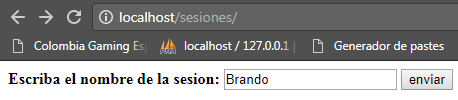 localhost/sesiones/
Colombia Gaming Es
localhost / 127.0.0.1
Generador de pastes
Escriba el nombre de la sesion: Brando enviar